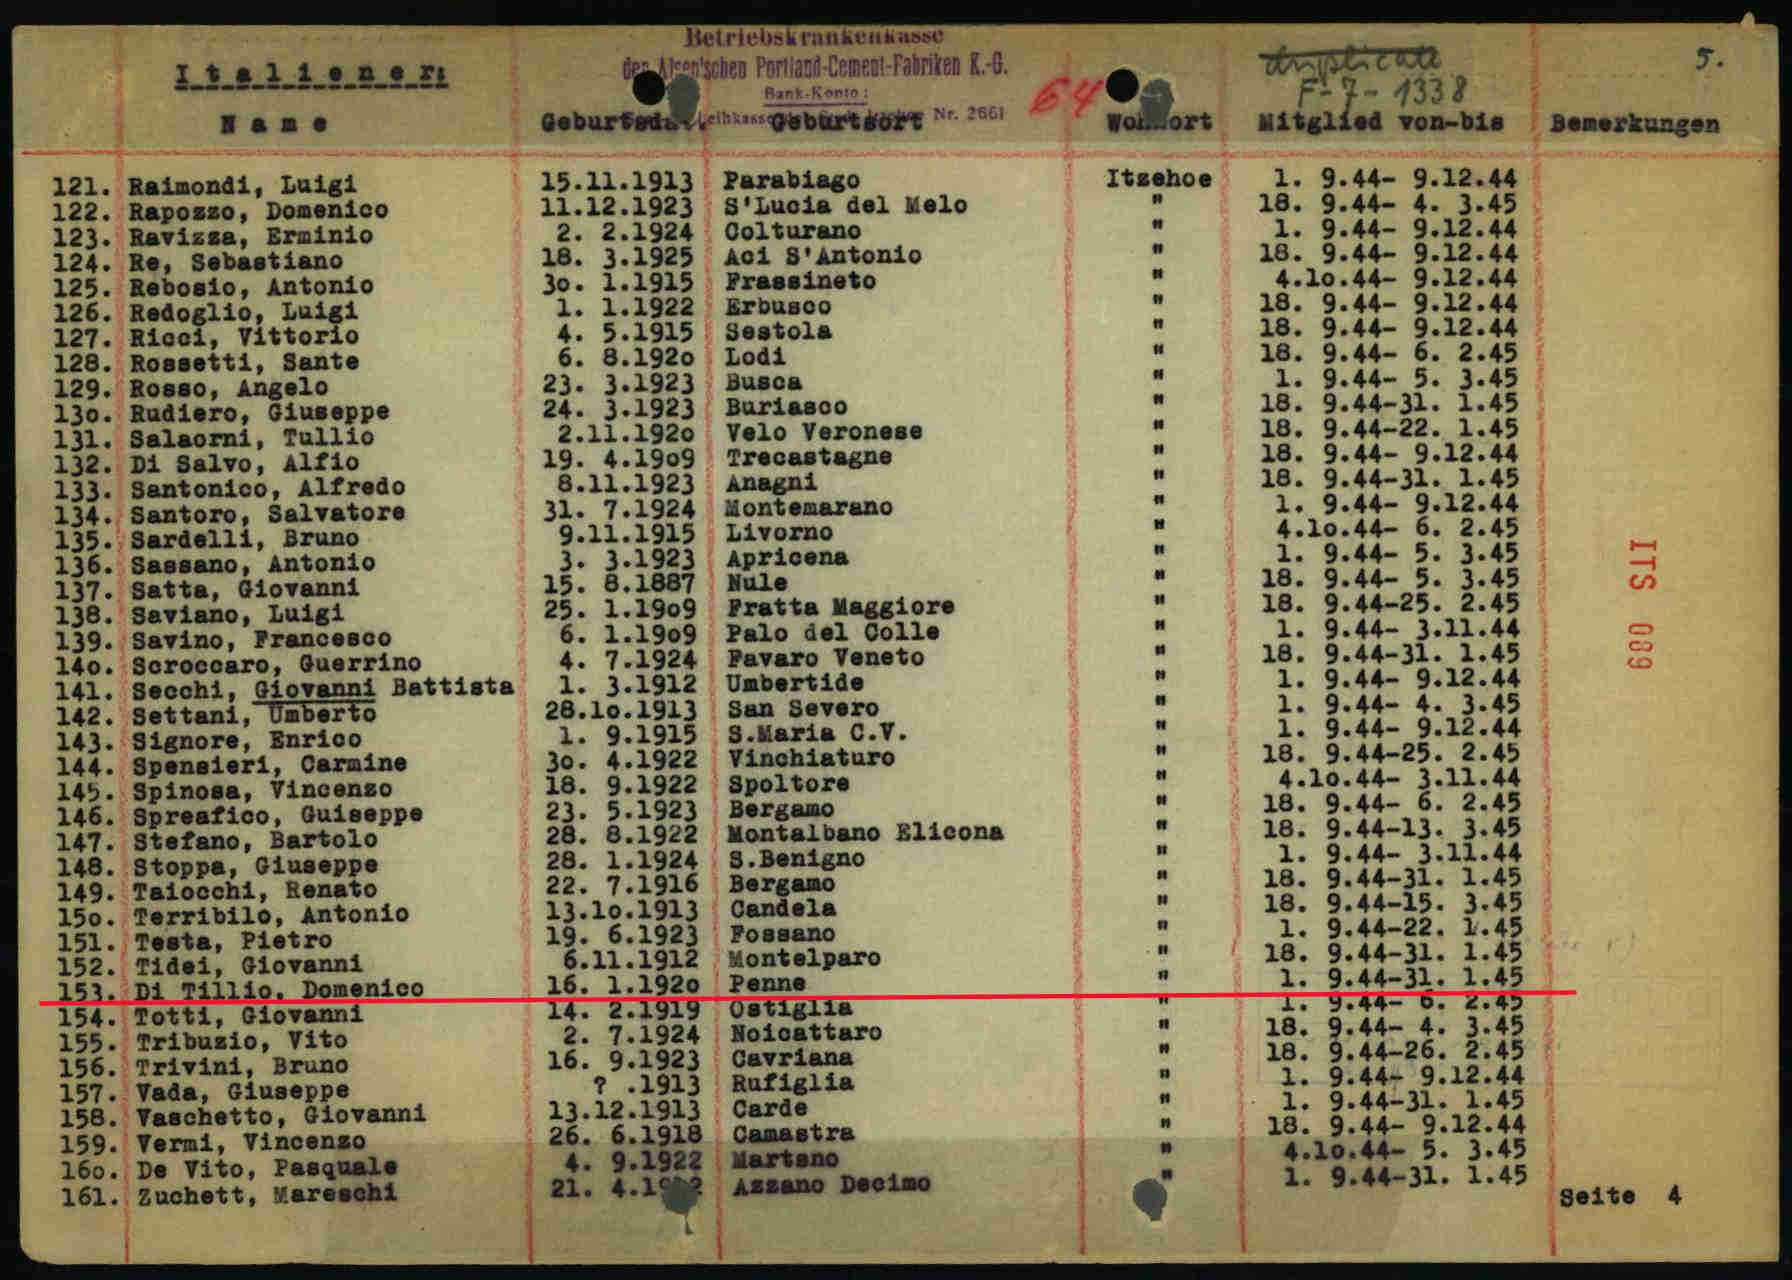 Betriebskrankenkasse
der Alsen'schen Portland-Cement-Fabriken K.-G.
Bank-Konto:
Leihkasse Nr. 2661
64
duplicate
F-7-1338
5.
Italiener:
Name Geburtsdat. Geburtsort Wohnort Mitglied von-bis Bemerkungen
121. Raimondi, Luigi 15.11.1913 Parabiago Itzehoe 1. 9.44- 9.12.44
122. Rapozzo, Domenico 11.12.1923 S'Lucia del Melo " 18. 9.44- 4. 3.45
123. Ravizza, Erminio 2. 2.1924 Colturano " 1. 9.44- 9.12.44
124. Re, Sebastiano 18. 3.1925 Aci S'Antonio " 18. 9.44- 9.12.44
125. Rebosio, Antonio 3o. 1.1915 Frassineto " 4.1o.44- 9.12.44
126. Redoglio, Luigi 1. 1.1922 Erbusco " 18. 9.44- 9.12.44
127. Ricci, Vittorio 4. 5.1915 Sestola " 18. 9.44- 9.12.44
128. Rossetti, Sante 6. 8.192o Lodi " 18. 9.44- 6. 2.45
129. Rosso, Angelo 23. 3.1923 Busca " 1. 9.44- 5. 3.45
13o. Rudiero, Giuseppe 24. 3.1923 Buriasco " 18. 9.44-31. 1.45
131. Salaorni, Tullio 2.11.192o Velo Veronese " 18. 9.44-22. 1.45
132. Di Salvo, Alfio 19. 4.19o9 Trecastagne " 18. 9.44- 9.12.44
133. Santonico, Alfredo 8.11.1923 Anagni " 18. 9.44-31. 1.45
134. Santoro, Salvatore 31. 7.1924 Montemarano " 1. 9.44- 9.12.44
135. Sardelli, Bruno 9.11.1915 Livorno " 4.1o.44- 6. 2.45
136. Sassano, Antonio 3. 3.1923 Apricena " 1. 9.44- 5. 3.45
137. Satta, Giovanni 15. 8.1887 Nule " 18. 9.44- 5. 3.45
138. Saviano, Luigi 25. 1.19o9 Fratta Maggiore " 18. 9.44-25. 2.45
139. Savino, Francesco 6. 1.19o9 Palo del Colle " 1. 9.44- 3.11.44
14o. Scroccaro, Guerrino 4. 7.1924 Favaro Veneto " 18. 9.44-31. 1.45
141. Secchi, Giovanni Battista 1. 3.1912 Umbertide " 1. 9.44- 9.12.44
142. Settani, Umberto 28.1o.1913 San Severo " 1. 9.44- 4. 3.45
143. Signore, Enrico 1. 9.1915 S.Maria C.V. " 1. 9.44- 9.12.44
144. Spensieri, Carmine 3o. 4.1922 Vinchiaturo " 18. 9.44-25. 2.45
145. Spinosa, Vincenzo 18. 9.1922 Spoltore " 4.1o.44- 3.11.44
146. Spreafico, Guiseppe 23. 5.1923 Bergamo " 18. 9.44- 6. 2.45
147. Stefano, Bartolo 28. 8.1922 Montalbano Elicona " 18. 9.44-13. 3.45
148. Stoppa, Giuseppe 28. 1.1924 S.Benigno " 1. 9.44- 3.11.44
149. Taiocchi, Renato 22. 7.1916 Bergamo " 18. 9.44-31. 1.45
15o. Terribilo, Antonio 13.1o.1913 Candela " 18. 9.44-15. 3.45
151. Testa, Pietro 19. 6.1923 Fossano " 1. 9.44-22. 1.45
152. Tidei, Giovanni 6.11.1912 Montelparo " 18. 9.44-31. 1.45
153. Di Tillio, Domenico 16. 1.192o Penne " 1. 9.44-31. 1.45
154. Totti, Giovanni 14. 2.1919 Ostiglia " 1. 9.44- 6. 2.45
155. Tribuzio, Vito 2. 7.1924 Noicattaro " 18. 9.44- 4. 3.45
156. Trivini, Bruno 16. 9.1923 Cavriana " 18. 9.44-26. 2.45
157. Vada, Giuseppe ? .1913 Rufiglia " 1. 9.44- 9.12.44
158. Vaschetto, Giovanni 13.12.1913 Carde " 1. 9.44-31. 1.45
159. Vermi, Vincenzo 26. 6.1918 Camastra " 18. 9.44- 9.12.44
16o. De Vito, Pasquale 4. 9.1922 Martano " 4.1o.44- 5. 3.45
161. Zuchett, Mareschi 21. 4.19 2 Azzano Decimo " 1. 9.44-31. 1.45
Seite 4
ITS 089